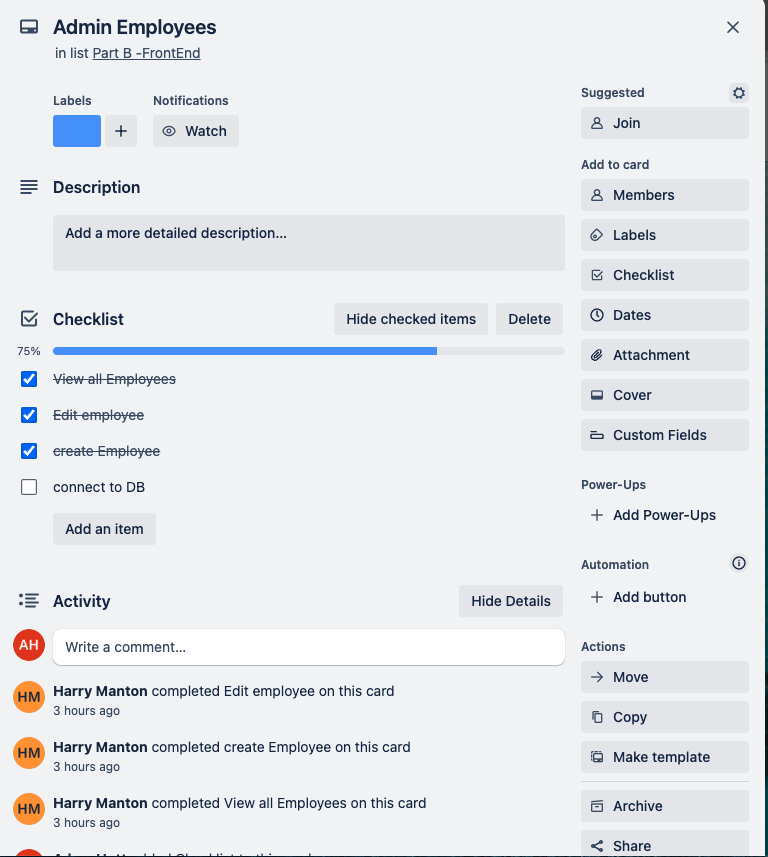 Admin Employees
in list Part B -FrontEnd
Labels
Notifications
+
Watch
Description
Add a more detailed description...
Checklist
Hide checked items
Delete
75%
View all Employees
Edit employee
create Employee
connect to DB
Add an item
Activity
Hide Details
AH
Write a comment...
HM
Harry Manton completed Edit employee on this card
3 hours ago
HM
Harry Manton completed create Employee on this card
3 hours ago
HM
Harry Manton completed View all Employees on this card
3 hours ago
Suggested
Join
Add to card
Members
Labels
Checklist
Dates
Attachment
Cover
Custom Fields
Power-Ups
+ Add Power-Ups
Automation
+ Add button
Actions
Move
Copy
Make template
Archive
Share